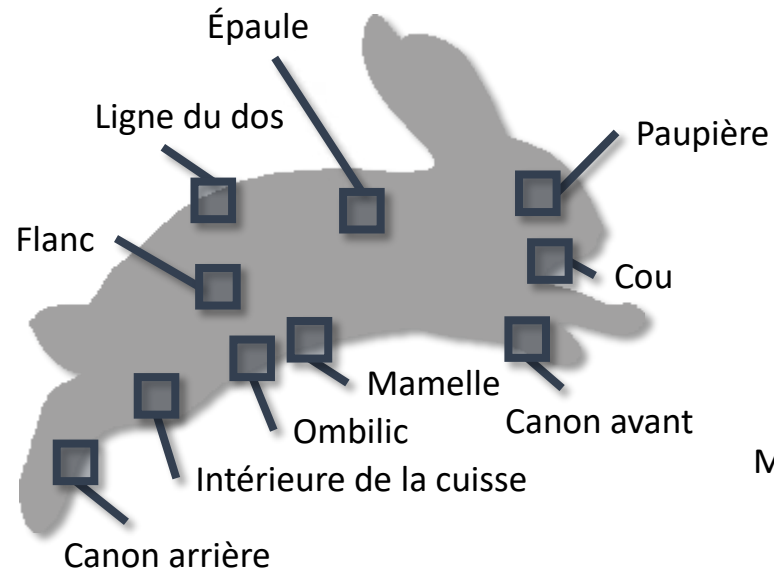 Épaule
Ligne du dos
Paupière
Flanc
Cou
Mamelle
Ombilic
Canon avant
M
Intérieure de la cuisse
Canon arrière